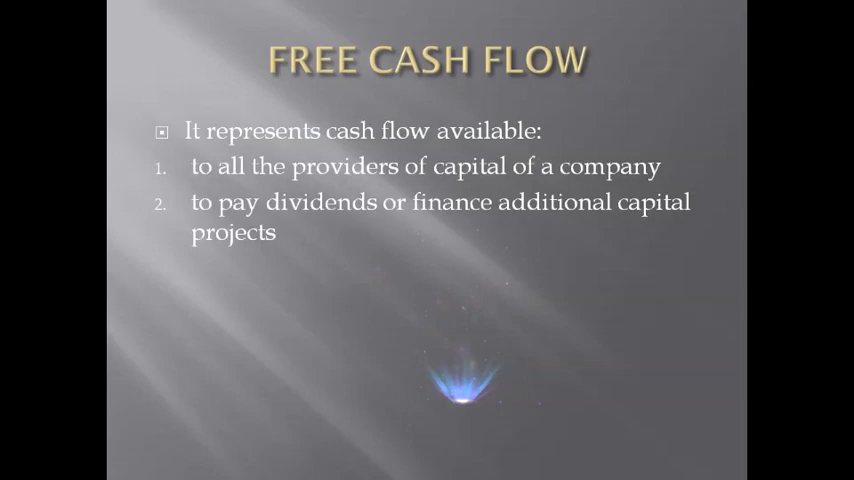 FREE CASH FLOW
It represents cash flow available:
1. to all the providers of capital of a company
2. to pay dividends or finance additional capital
projects